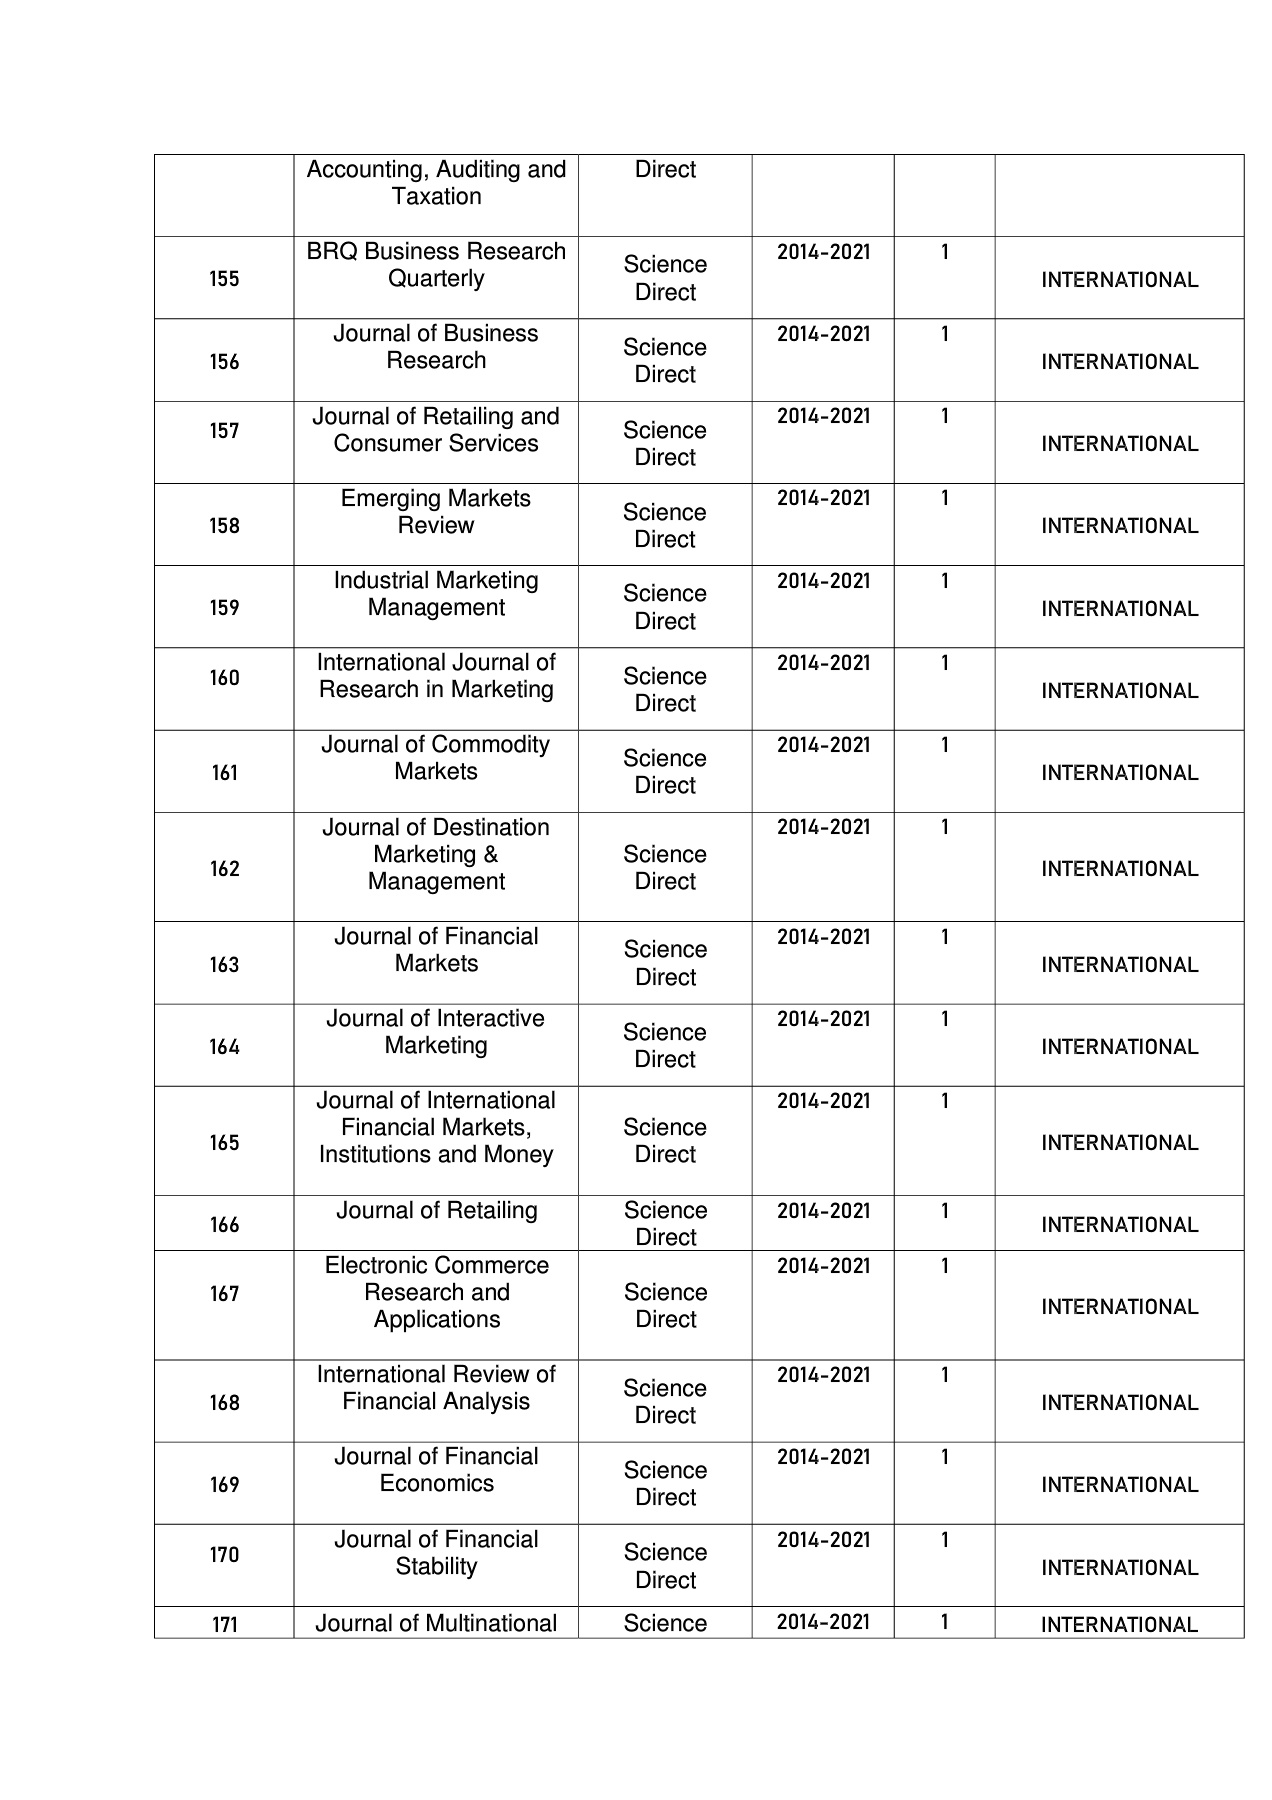 Accounting, Auditing and Direct
Taxation
155 BRQ Business Research Science 2014-2021 1 INTERNATIONAL
Quarterly Direct
156 Journal of Business Science 2014-2021 1 INTERNATIONAL
Research Direct
157 Journal of Retailing and Science 2014-2021 1 INTERNATIONAL
Consumer Services Direct
158 Emerging Markets Science 2014-2021 1 INTERNATIONAL
Review Direct
159 Industrial Marketing Science 2014-2021 1 INTERNATIONAL
Management Direct
160 International Journal of Science 2014-2021 1 INTERNATIONAL
Research in Marketing Direct
161 Journal of Commodity Science 2014-2021 1 INTERNATIONAL
Markets Direct
162 Journal of Destination Science 2014-2021 1 INTERNATIONAL
Marketing & Direct
Management
163 Journal of Financial Science 2014-2021 1 INTERNATIONAL
Markets Direct
164 Journal of Interactive Science 2014-2021 1 INTERNATIONAL
Marketing Direct
165 Journal of International Science 2014-2021 1 INTERNATIONAL
Financial Markets, Direct
Institutions and Money
166 Journal of Retailing Science 2014-2021 1 INTERNATIONAL
Direct
167 Electronic Commerce Science 2014-2021 1 INTERNATIONAL
Research and Direct
Applications
168 International Review of Science 2014-2021 1 INTERNATIONAL
Financial Analysis Direct
169 Journal of Financial Science 2014-2021 1 INTERNATIONAL
Economics Direct
170 Journal of Financial Science 2014-2021 1 INTERNATIONAL
Stability Direct
171 Journal of Multinational Science 2014-2021 1 INTERNATIONAL